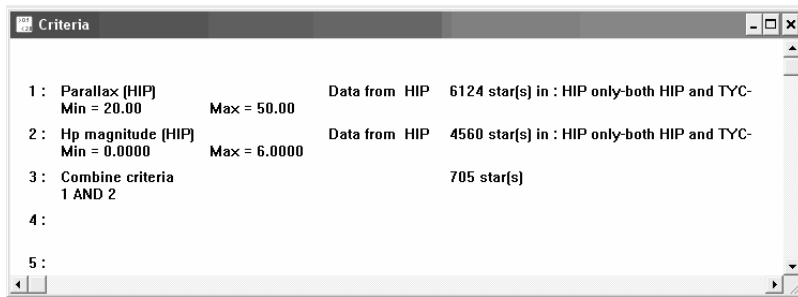 Criteria
1 : Parallax (HIP) Data from HIP 6124 star(s) in : HIP only-both HIP and TYC-
Min = 20.00 Max = 50.00
2 : Hp magnitude (HIP) Data from HIP 4560 star(s) in : HIP only-both HIP and TYC-
Min = 0.0000 Max = 6.0000
3 : Combine criteria 705 star(s)
1 AND 2
4 :
5 :